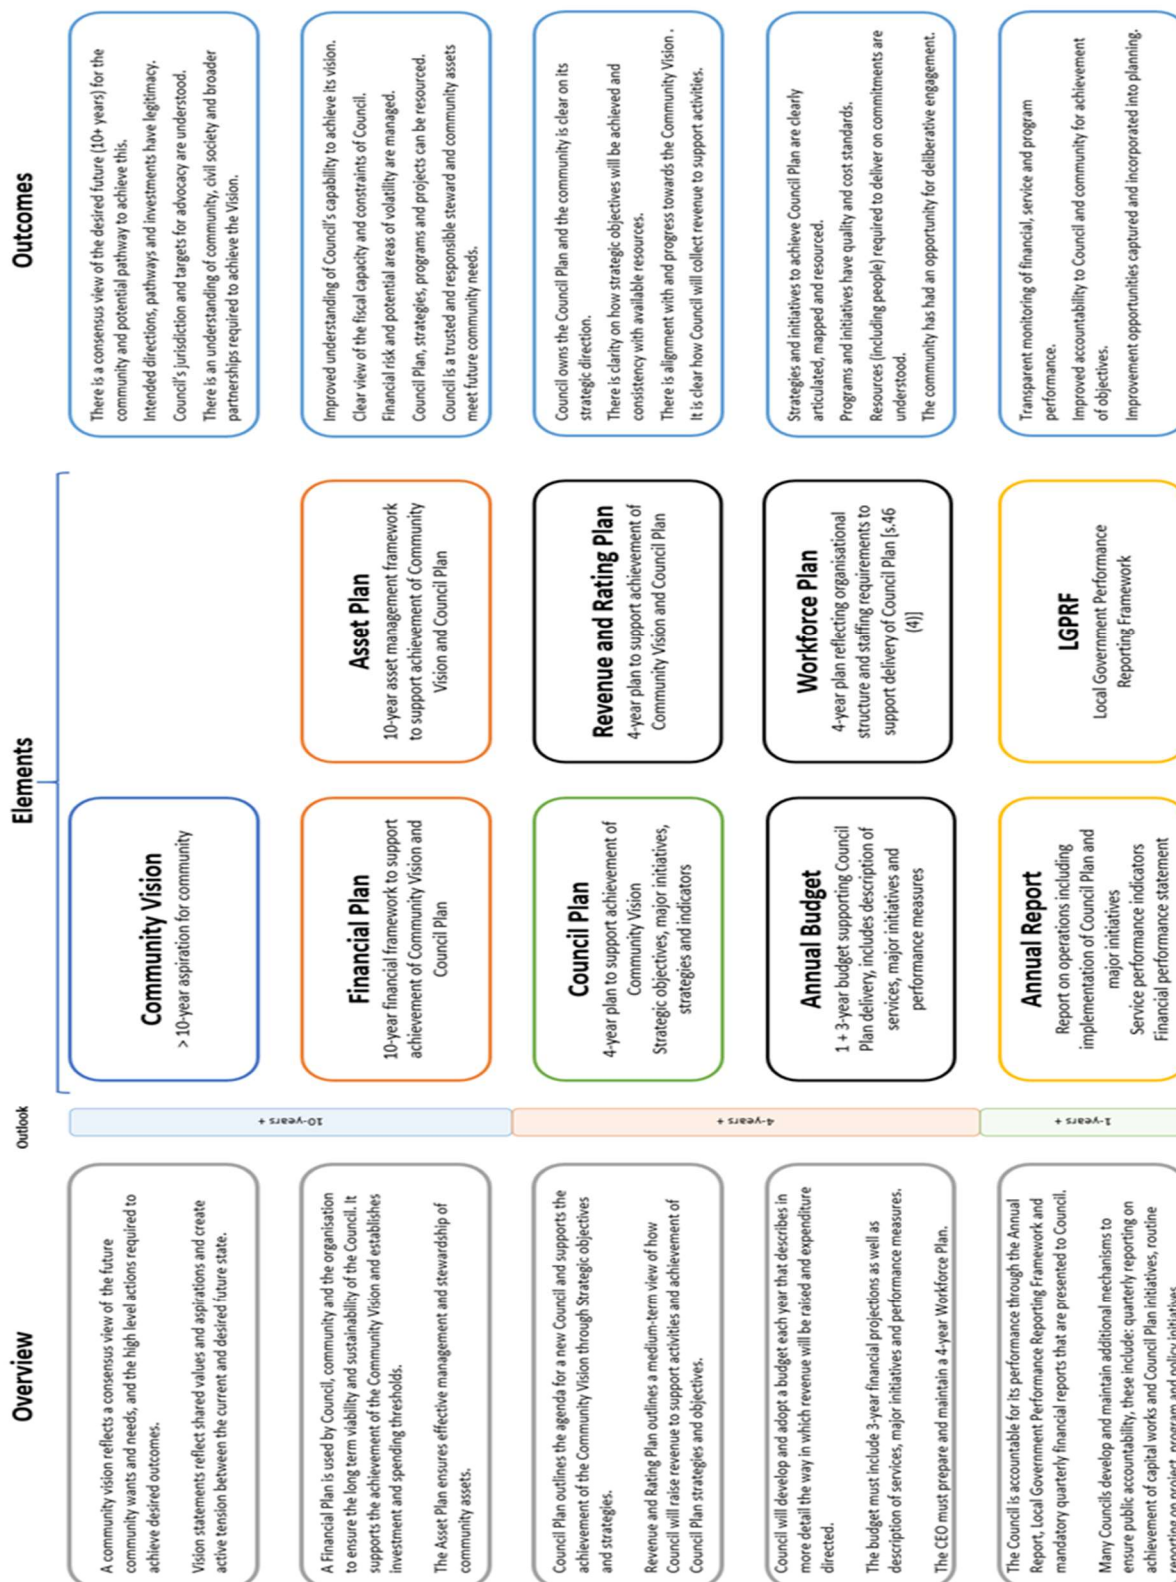 Overview
Outlook
Elements
Outcomes
A community vision reflects a consensus view of the future
community wants and needs, and the high level actions required to
achieve desired outcomes.
Vision statements reflect shared values and aspirations and create
active tension between the current and desired future state.
10-years +
Community Vision
> 10-year aspiration for community
There is a consensus view of the desired future (10+ years) for the
community and potential pathway to achieve this.
Intended directions, pathways and investments have legitimacy.
Council's jurisdiction and targets for advocacy are understood.
There is an understanding of community, civil society and broader
partnerships required to achieve the Vision.
A Financial Plan is used by Council, community and the organisation
to ensure the long term viability and sustainability of the Council. It
supports the achievement of the Community Vision and establishes
investment and spending thresholds.
The Asset Plan ensures effective management and stewardship of
community assets.
Financial Plan
10-year financial framework to support
achievement of Community Vision and
Council Plan
Asset Plan
10-year asset management framework
to support achievement of Community
Vision and Council Plan
Improved understanding of Council's capability to achieve its vision.
Clear view of the fiscal capacity and constraints of Council.
Financial risk and potential areas of volatility are managed.
Council Plan, strategies, programs and projects can be resourced.
Council is a trusted and responsible steward and community assets
meet future community needs.
Council Plan outlines the agenda for a new Council and supports the
achievement of the Community Vision through Strategic objectives
and strategies.
Revenue and Rating Plan outlines a medium-term view of how
Council will raise revenue to support activities and achievement of
Council Plan strategies and objectives.
4-years +
Council Plan
4-year plan to support achievement of
Community Vision
Strategic objectives, major initiatives,
strategies and indicators
Revenue and Rating Plan
4-year plan to support achievement of
Community Vision and Council Plan
Council owns the Council Plan and the community is clear on its
strategic direction.
There is clarity on how strategic objectives will be achieved and
consistency with available resources.
There is alignment with and progress towards the Community Vision .
It is clear how Council will collect revenue to support activities.
Council will develop and adopt a budget each year that describes in
more detail the way in which revenue will be raised and expenditure
directed.
The budget must include 3-year financial projections as well as
description of services, major initiatives and performance measures.
The CEO must prepare and maintain a 4-year Workforce Plan.
Annual Budget
1 + 3-year budget supporting Council
Plan delivery, includes description of
services, major initiatives and
performance measures
Workforce Plan
4-year plan reflecting organisational
structure and staffing requirements to
support delivery of Council Plan [s.46
(4)]
Strategies and initiatives to achieve Council Plan are clearly
articulated, mapped and resourced.
Programs and initiatives have quality and cost standards.
Resources (including people) required to deliver on commitments are
understood.
The community has had an opportunity for deliberative engagement.
The Council is accountable for its performance through the Annual
Report, Local Government Performance Reporting Framework and
mandatory quarterly financial reports that are presented to Council.
Many Councils develop and maintain additional mechanisms to
ensure public accountability, these include: quarterly reporting on
achievement of capital works and Council Plan initiatives, routine
reporting on project, program and policy initiatives
1-years +
Annual Report
Report on operations including
implementation of Council Plan and
major initiatives
Service performance indicators
Financial performance statement
LGPRF
Local Government Performance
Reporting Framework
Transparent monitoring of financial, service and program
performance.
Improved accountability to Council and community for achievement
of objectives.
Improvement opportunities captured and incorporated into planning.